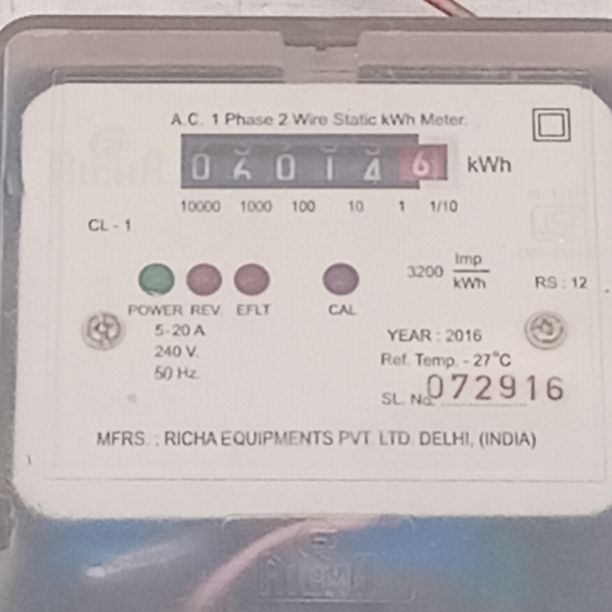 A.C. 1 Phase 2 Wire Static kWh Meter.
060146 kWh
10000 1000 100 10 1 1/10
CL - 1
3200 Imp/kWh
RS : 12
POWER REV. EFLT CAL
5-20 A
240 V.
50 Hz.
YEAR : 2016
Ref. Temp. - 27°C
SL. No. 072916
MFRS. : RICHA EQUIPMENTS PVT. LTD. DELHI, (INDIA)